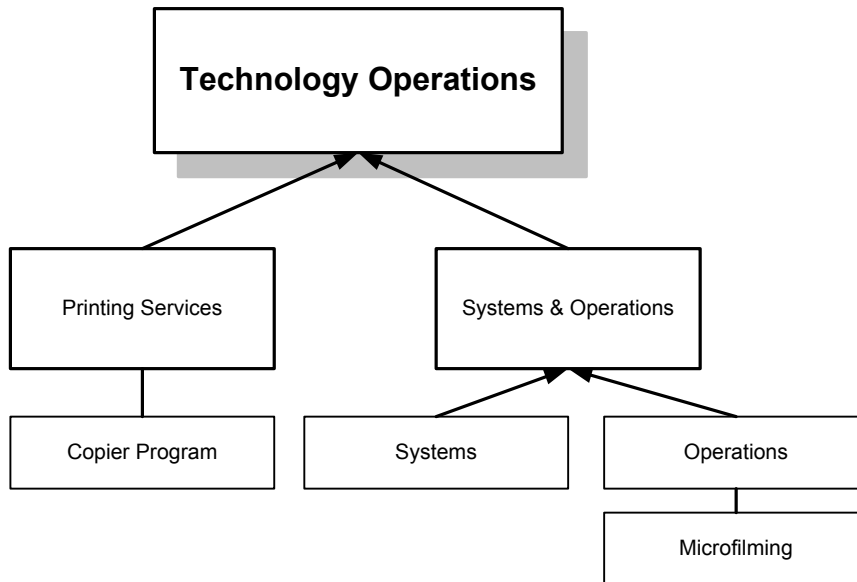 Technology Operations
Printing Services
Systems & Operations
Copier Program
Systems
Operations
Microfilming